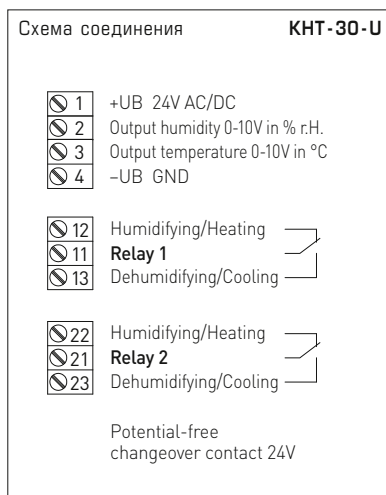 Схема соединения KHT-30-U
1 +UB 24V AC/DC
2 Output humidity 0-10V in % r.H.
3 Output temperature 0-10V in °C
4 –UB GND
12 Humidifying/Heating
11 Relay 1
13 Dehumidifying/Cooling
22 Humidifying/Heating
21 Relay 2
23 Dehumidifying/Cooling
Potential-free
changeover contact 24V